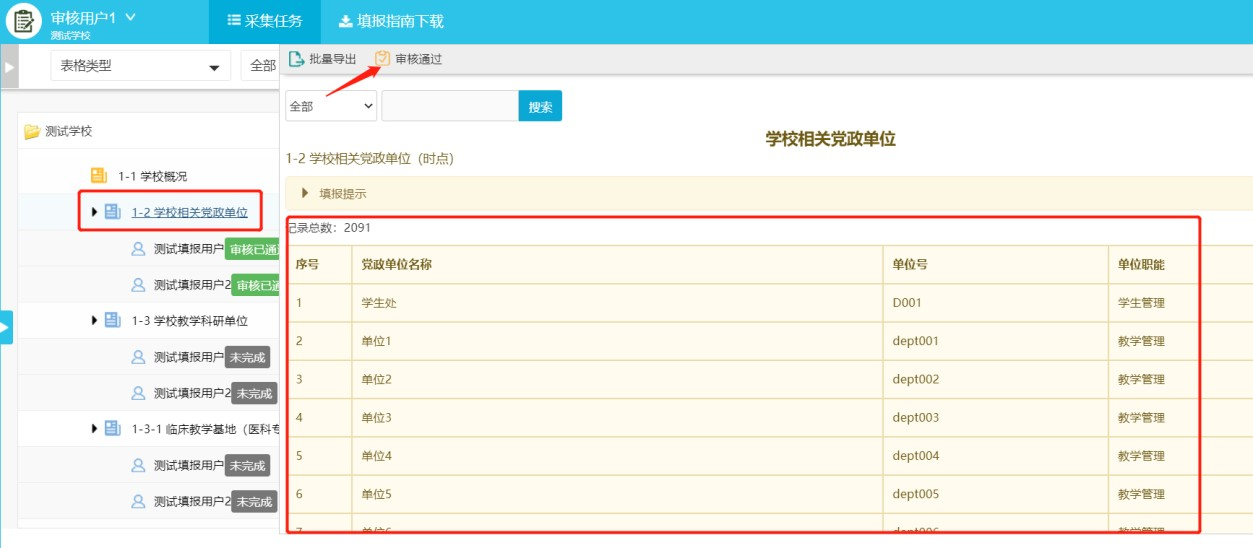 审核用户1
测试学校
采集任务
填报指南下载
表格类型
全部
批量导出
审核通过
测试学校
1-1 学校概况
1-2 学校相关党政单位
测试填报用户 审核已通
测试填报用户2 审核已通
1-3 学校教学科研单位
测试填报用户 未完成
测试填报用户2 未完成
1-3-1 临床教学基地（医科专
测试填报用户 未完成
测试填报用户2 未完成
全部
搜索
学校相关党政单位
1-2 学校相关党政单位（时点）
填报提示
记录总数：2091
序号 党政单位名称 单位号 单位职能
1 学生处 D001 学生管理
2 单位1 dept001 教学管理
3 单位2 dept002 教学管理
4 单位3 dept003 教学管理
5 单位4 dept004 教学管理
6 单位5 dept005 教学管理
7 单位6 dept006 教学管理